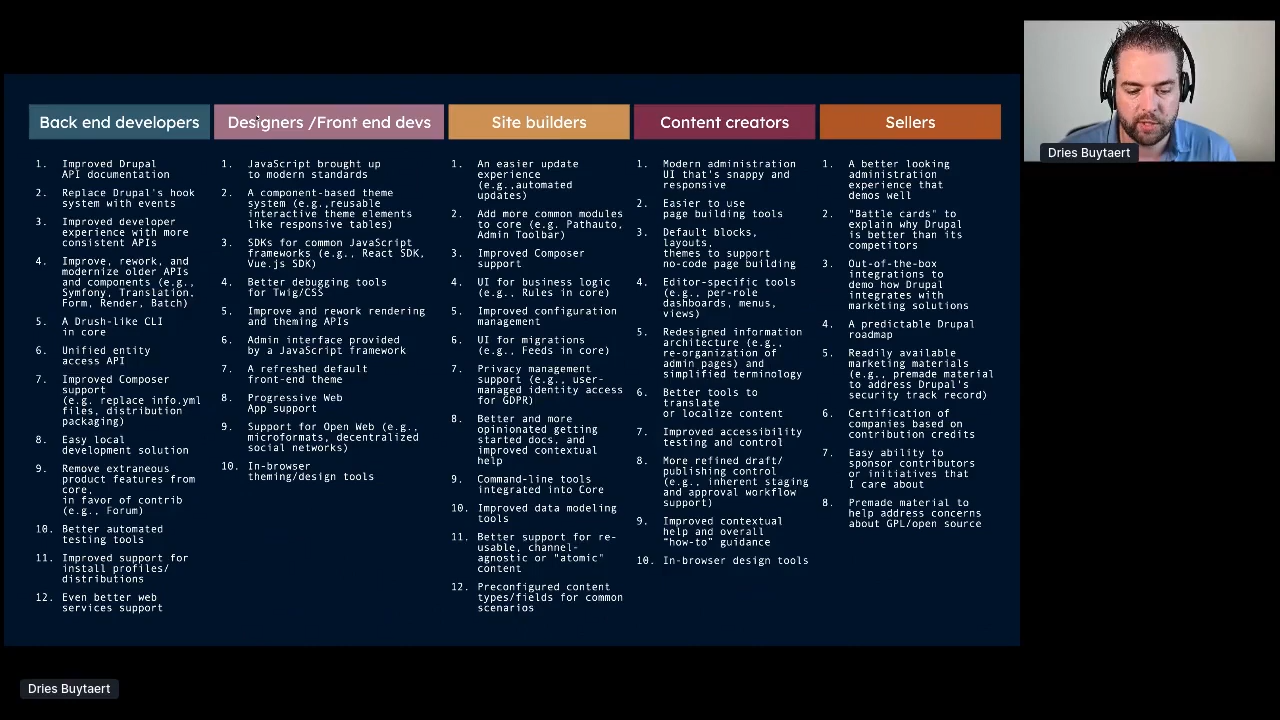 Back end developers
1. Improved Drupal
API documentation
2. Replace Drupal's hook
system with events
3. Improved developer
experience with more
consistent APIs
4. Improve, rework, and
modernize older APIs
and components (e.g.,
Symfony, Translation,
Form, Render, Batch)
5. A Drush-like CLI
in core
6. Unified entity
access API
7. Improved Composer
support
(e.g. replace info.yml
files, distribution
packaging)
8. Easy local
development solution
9. Remove extraneous
product features from
core,
in favor of contrib
(e.g., Forum)
10. Better automated
testing tools
11. Improved support for
install profiles/
distributions
12. Even better web
services support
Designers /Front end devs
1. JavaScript brought up
to modern standards
2. A component-based theme
system (e.g.,reusable
interactive theme elements
like responsive tables)
3. SDKs for common JavaScript
frameworks (e.g., React SDK,
Vue.js SDK)
4. Better debugging tools
for Twig/CSS
5. Improve and rework rendering
and theming APIs
6. Admin interface provided
by a JavaScript framework
7. A refreshed default
front-end theme
8. Progressive Web
App support
9. Support for Open Web (e.g.,
microformats, decentralized
social networks)
10. In-browser
theming/design tools
Site builders
1. An easier update
experience
(e.g.,automated
updates)
2. Add more common modules
to core (e.g. Pathauto,
Admin Toolbar)
3. Improved Composer
support
4. UI for business logic
(e.g., Rules in core)
5. Improved configuration
management
6. UI for migrations
(e.g., Feeds in core)
7. Privacy management
support (e.g., user-
managed identity access
for GDPR)
8. Better and more
opinionated getting
started docs, and
improved contextual
help
9. Command-line tools
integrated into Core
10. Improved data modeling
tools
11. Better support for re-
usable, channel-
agnostic or "atomic"
content
12. Preconfigured content
types/fields for common
scenarios
Content creators
1. Modern administration
UI that's snappy and
responsive
2. Easier to use
page building tools
3. Default blocks,
layouts,
themes to support
no-code page building
4. Editor-specific tools
(e.g., per-role
dashboards, menus,
views)
5. Redesigned information
architecture (e.g.,
re-organization of
admin pages) and
simplified terminology
6. Better tools to
translate
or localize content
7. Improved accessibility
testing and control
8. More refined draft/
publishing control
(e.g., inherent staging
and approval workflow
support)
9. Improved contextual
help and overall
"how-to" guidance
10. In-browser design tools
Sellers
1. A better looking
administration
experience that
demos well
2. "Battle cards" to
explain why Drupal
is better than its
competitors
3. Out-of-the-box
integrations to
demo how Drupal
integrates with
marketing solutions
4. A predictable Drupal
roadmap
5. Readily available
marketing materials
(e.g., premade material
to address Drupal's
security track record)
6. Certification of
companies based on
contribution credits
7. Easy ability to
sponsor contributors
or initiatives that
I care about
8. Premade material to
help address concerns
about GPL/open source
Dries Buytaert
Dries Buytaert